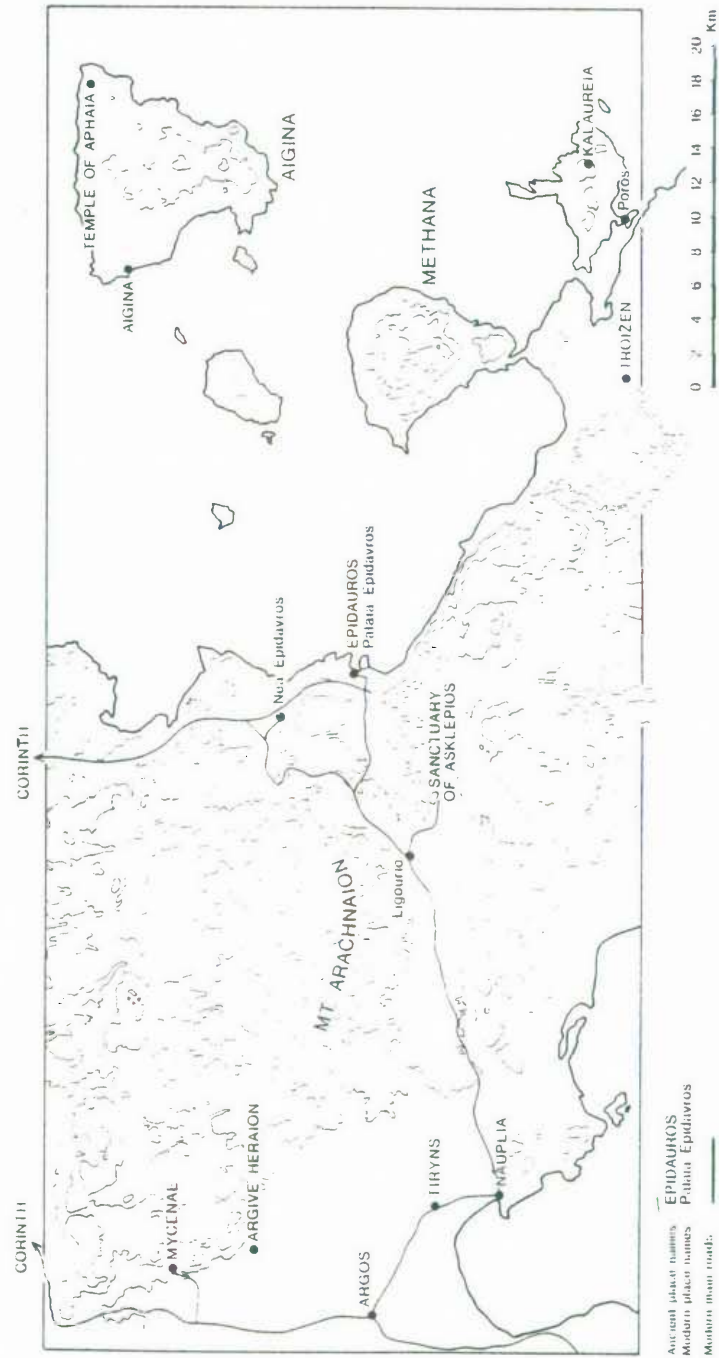 CORINTH
CORINTH
MYCENAE
ARGIVE HERAION
ARGOS
TIRYNS
NAUPLIA
MT ARACHNAION
Ligourio
SANCTUARY
OF ASKLEPIOS
Nea Epidavros
EPIDAUROS
Palaia Epidavros
TEMPLE OF APHAIA
AIGINA
AIGINA
METHANA
KALAUREIA
Poros
TROIZEN
0 2 4 6 8 10 12 14 16 18 20
Km
Ancient place names EPIDAUROS
Modern place names Palaia Epidavros
Modern main roads